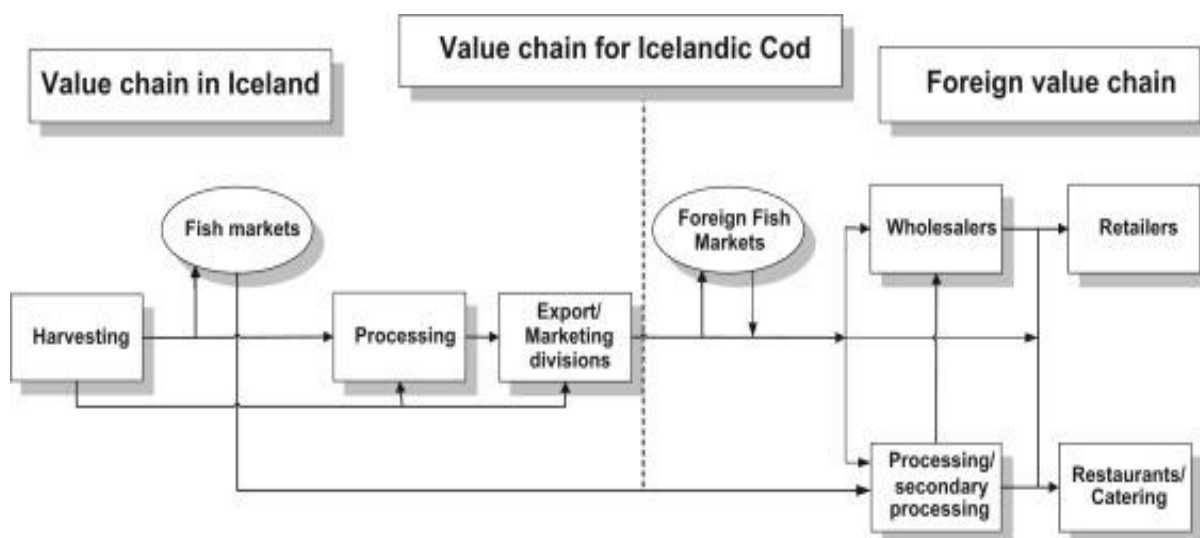 Value chain for Icelandic Cod
Value chain in Iceland
Foreign value chain
Fish markets
Foreign Fish
Markets
Wholesalers
Retailers
Harvesting
Processing
Export/
Marketing
divisions
Processing/
secondary
processing
Restaurants/
Catering